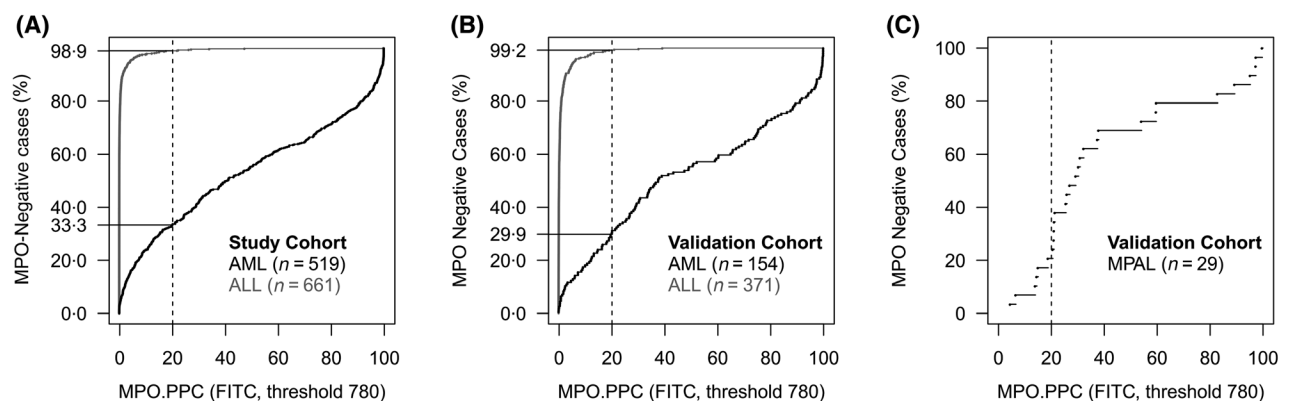 (A)
MPO-Negative cases (%)
98·9
80·0
60·0
40·0
33·3
20·0
0·0
Study Cohort
AML (n = 519)
ALL (n = 661)
0 20 40 60 80 100
MPO.PPC (FITC, threshold 780)
(B)
MPO Negative Cases (%)
99·2
80·0
60·0
40·0
29·9
20·0
0·0
Validation Cohort
AML (n = 154)
ALL (n = 371)
0 20 40 60 80 100
MPO.PPC (FITC, threshold 780)
(C)
MPO Negative Cases (%)
100
80
60
40
20
0
Validation Cohort
MPAL (n = 29)
0 20 40 60 80 100
MPO.PPC (FITC, threshold 780)